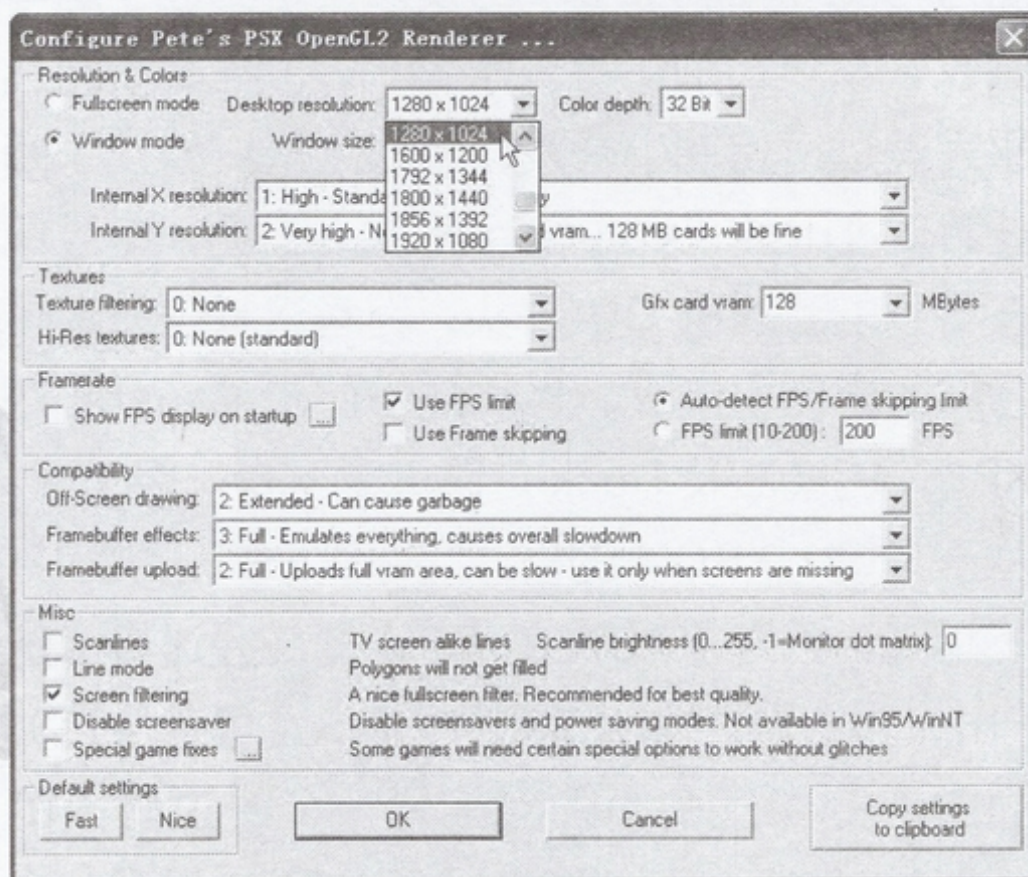 Configure Pete's PSX OpenGL2 Renderer ...
Resolution & Colors
Fullscreen mode Desktop resolution: 1280 x 1024 Color depth: 32 Bit
Window mode Window size:
1280 x 1024
1600 x 1200
1792 x 1344
1800 x 1440
1856 x 1392
1920 x 1080
Internal X resolution: 1: High - Standa y
Internal Y resolution: 2: Very high - N d vram... 128 MB cards will be fine
Textures
Texture filtering: 0: None Gfx card vram: 128 MBytes
Hi-Res textures: 0: None (standard)
Framerate
Show FPS display on startup ... Use FPS limit Auto-detect FPS/Frame skipping limit
Use Frame skipping FPS limit (10-200) : 200 FPS
Compatibility
Off-Screen drawing: 2: Extended - Can cause garbage
Framebuffer effects: 3: Full - Emulates everything, causes overall slowdown
Framebuffer upload: 2: Full - Uploads full vram area, can be slow - use it only when screens are missing
Misc
Scanlines TV screen alike lines Scanline brightness (0...255, -1=Monitor dot matrix): 0
Line mode Polygons will not get filled
Screen filtering A nice fullscreen filter. Recommended for best quality.
Disable screensaver Disable screensavers and power saving modes. Not available in Win95/WinNT
Special game fixes ... Some games will need certain special options to work without glitches
Default settings
Fast Nice OK Cancel Copy settings
to clipboard